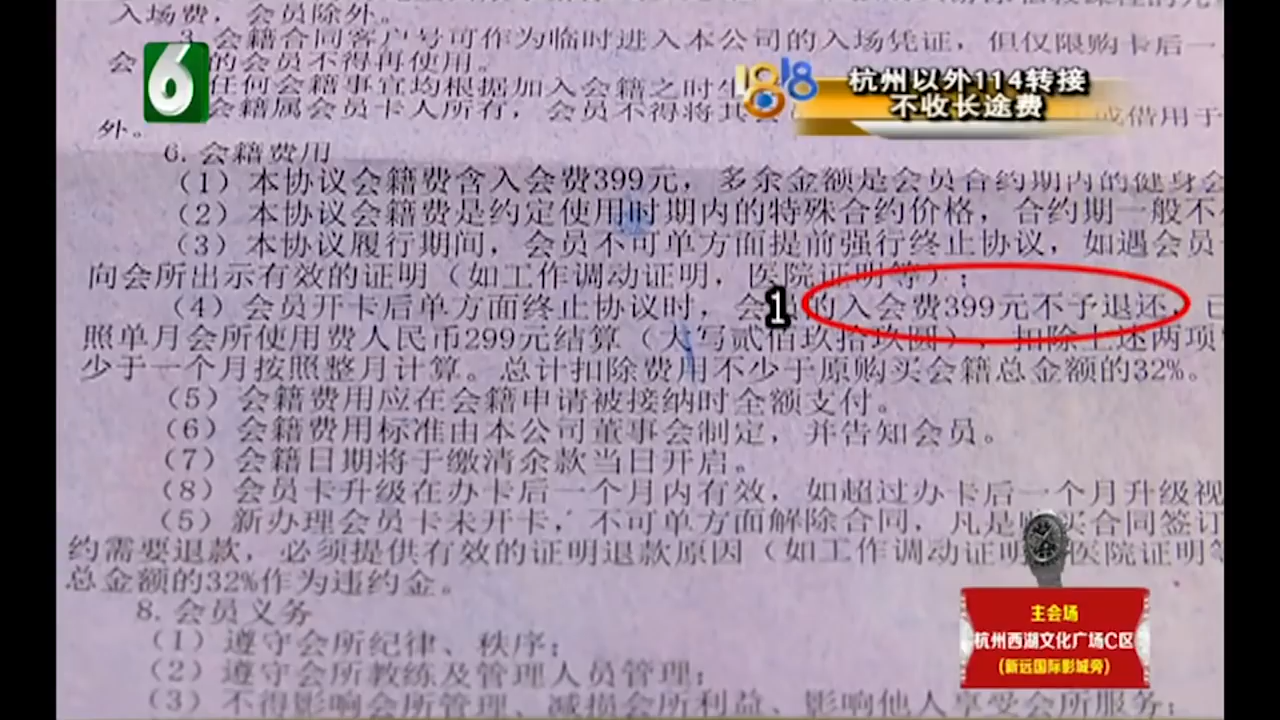 入场费，会员除外。
3. 会籍合同客户号可作为临时进入本公司的入场凭证，但仅限购卡后一
会 的会员不得再使用。
任何会籍事宜均根据加入会籍之时生
会籍属会员卡人所有，会员不得将其 或借用于
外。
6. 会籍费用
（1）本协议会籍费含入会费399元，多余金额是会员合约期内的健身会
（2）本协议会籍费是约定使用时期内的特殊合约价格，合约期一般不
（3）本协议履行期间，会员不可单方面提前强行终止协议，如遇会员
向会所出示有效的证明（如工作调动证明，医院证明等）；
（4）会员开卡后单方面终止协议时，会 的入会费399元不予退还，已
照单月会所使用费人民币299元结算（大写贰佰玖拾玖圆），扣除上述两项
少于一个月按照整月计算。总计扣除费用不少于原购买会籍总金额的32%。
（5）会籍费用应在会籍申请被接纳时全额支付。
（6）会籍费用标准由本公司董事会制定，并告知会员。
（7）会籍日期将于缴清余款当日开启。
（8）会员卡升级在办卡后一个月内有效，如超过办卡后一个月升级视
（5）新办理会员卡未开卡，不可单方面解除合同，凡是购买合同签订
约需要退款，必须提供有效的证明退款原因（如工作调动证明 医院证明等
总金额的32%作为违约金。
8. 会员义务
（1）遵守会所纪律、秩序；
（2）遵守会所教练及管理人员管理；
（3）不得影响会所管理、减损会所利益、影响他人享受会所服务；
6
1818
杭州以外114转接
不收长途费
1
主会场
杭州西湖文化广场C区
(新远国际影城旁)